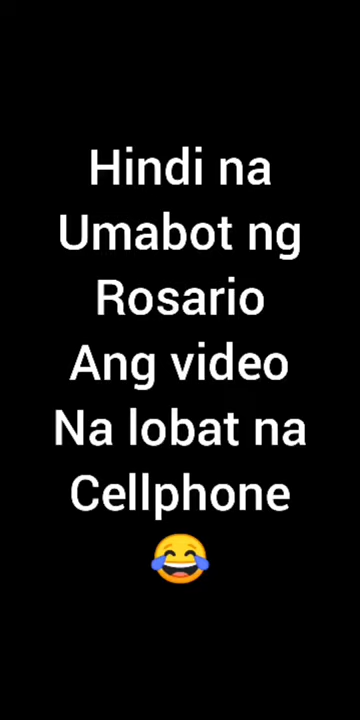 Hindi na
Umabot ng
Rosario
Ang video
Na lobat na
Cellphone
😂